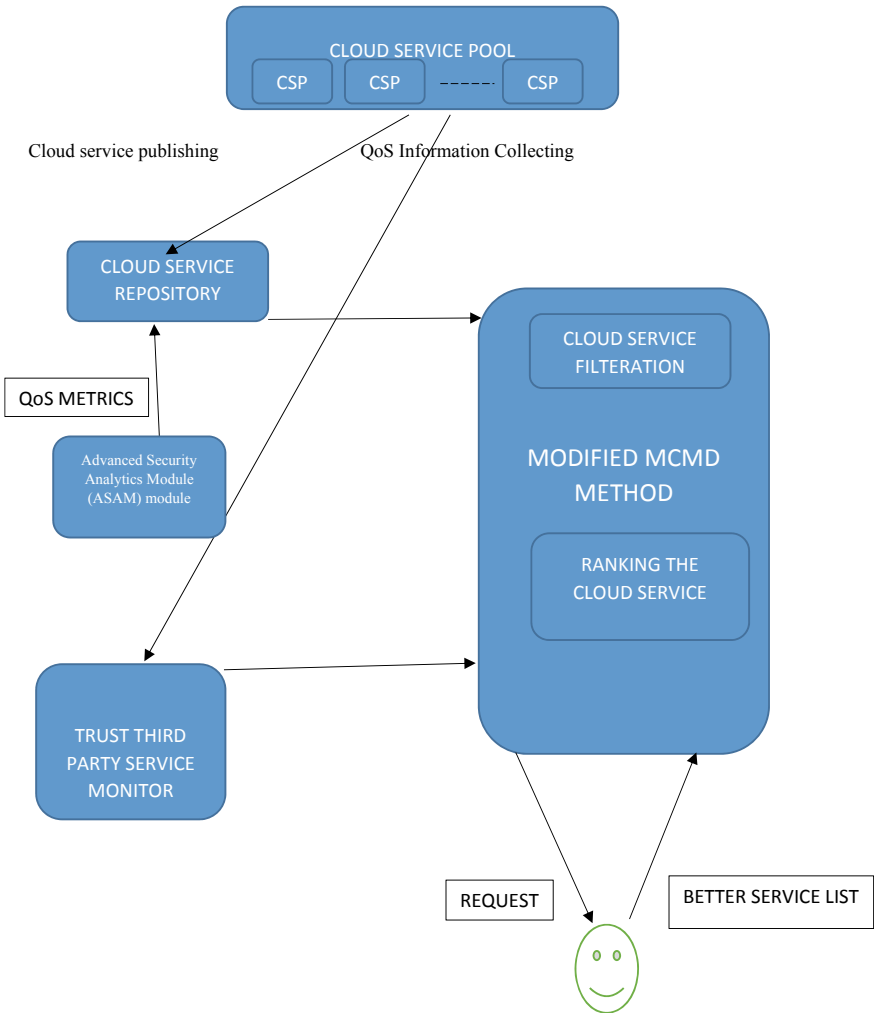 CLOUD SERVICE POOL
CSP CSP CSP
Cloud service publishing
QoS Information Collecting
CLOUD SERVICE
REPOSITORY
CLOUD SERVICE
FILTERATION
QoS METRICS
Advanced Security
Analytics Module
(ASAM) module
MODIFIED MCMD
METHOD
RANKING THE
CLOUD SERVICE
TRUST THIRD
PARTY SERVICE
MONITOR
REQUEST
BETTER SERVICE LIST